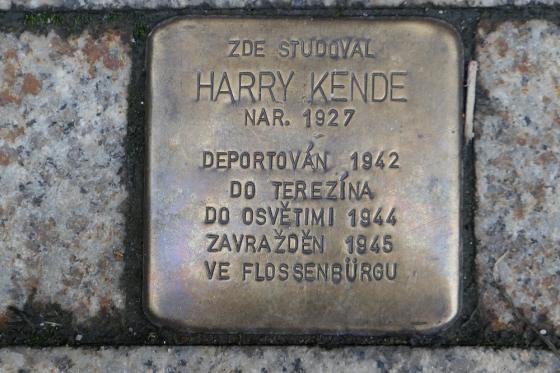 ZDE STUDOVAL
HARRY KENDE
NAR. 1927
DEPORTOVÁN 1942
DO TEREZÍNA
DO OSVĚTIMI 1944
ZAVRAŽDĚN 1945
VE FLOSSENBÜRGU